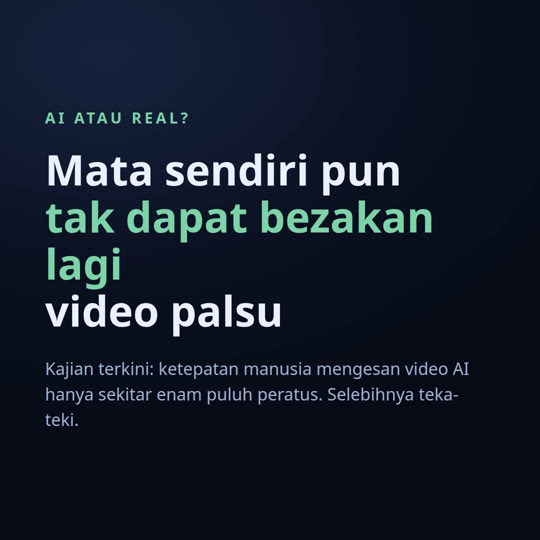 AI ATAU REAL?
Mata sendiri pun
tak dapat bezakan
lagi
video palsu
Kajian terkini: ketepatan manusia mengesan video AI
hanya sekitar enam puluh peratus. Selebihnya teka-
teki.